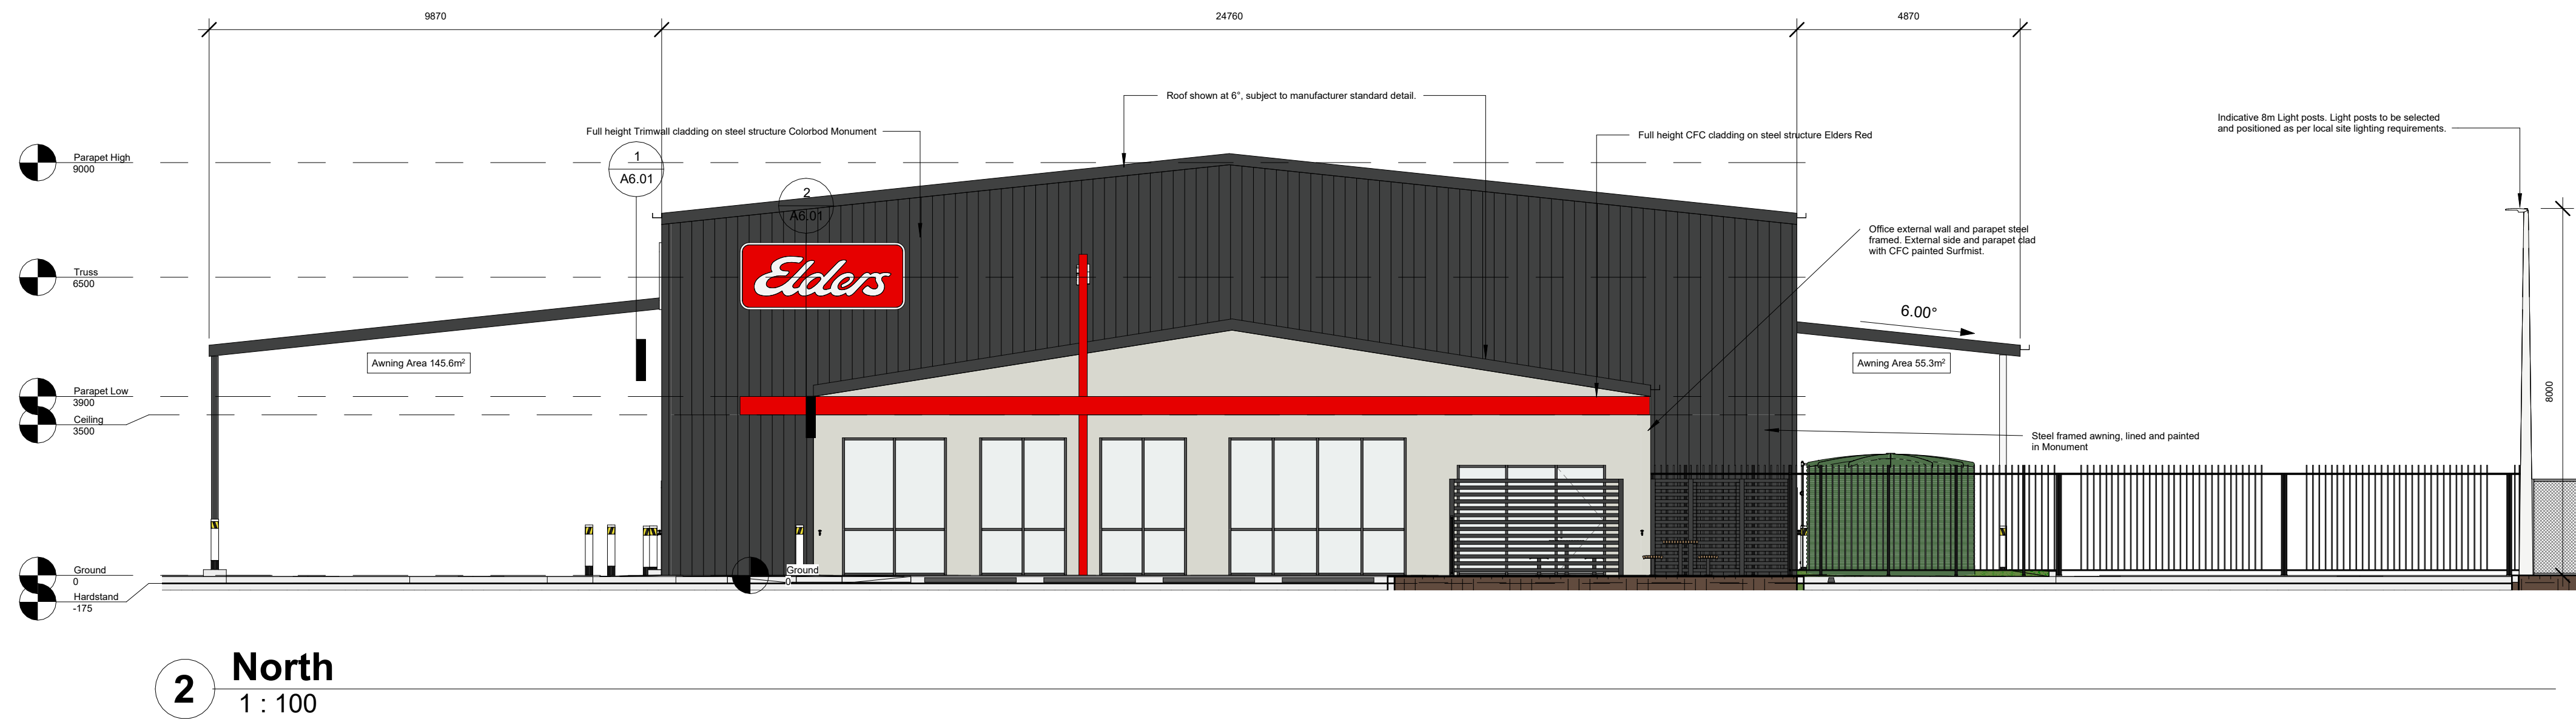 9870
24760
4870
Roof shown at 6°, subject to manufacturer standard detail.
Full height Trimwall cladding on steel structure Colorbod Monument
Full height CFC cladding on steel structure Elders Red
Indicative 8m Light posts. Light posts to be selected
and positioned as per local site lighting requirements.
Parapet High
9000
1
A6.01
2
A6.01
Office external wall and parapet steel
framed. External side and parapet clad
with CFC painted Surfmist.
Truss
6500
Elders
6.00°
Awning Area 145.6m²
Awning Area 55.3m²
Parapet Low
3900
8000
Ceiling
3500
Steel framed awning, lined and painted
in Monument
Ground
0
Ground
0
Hardstand
-175
2
North
1 : 100